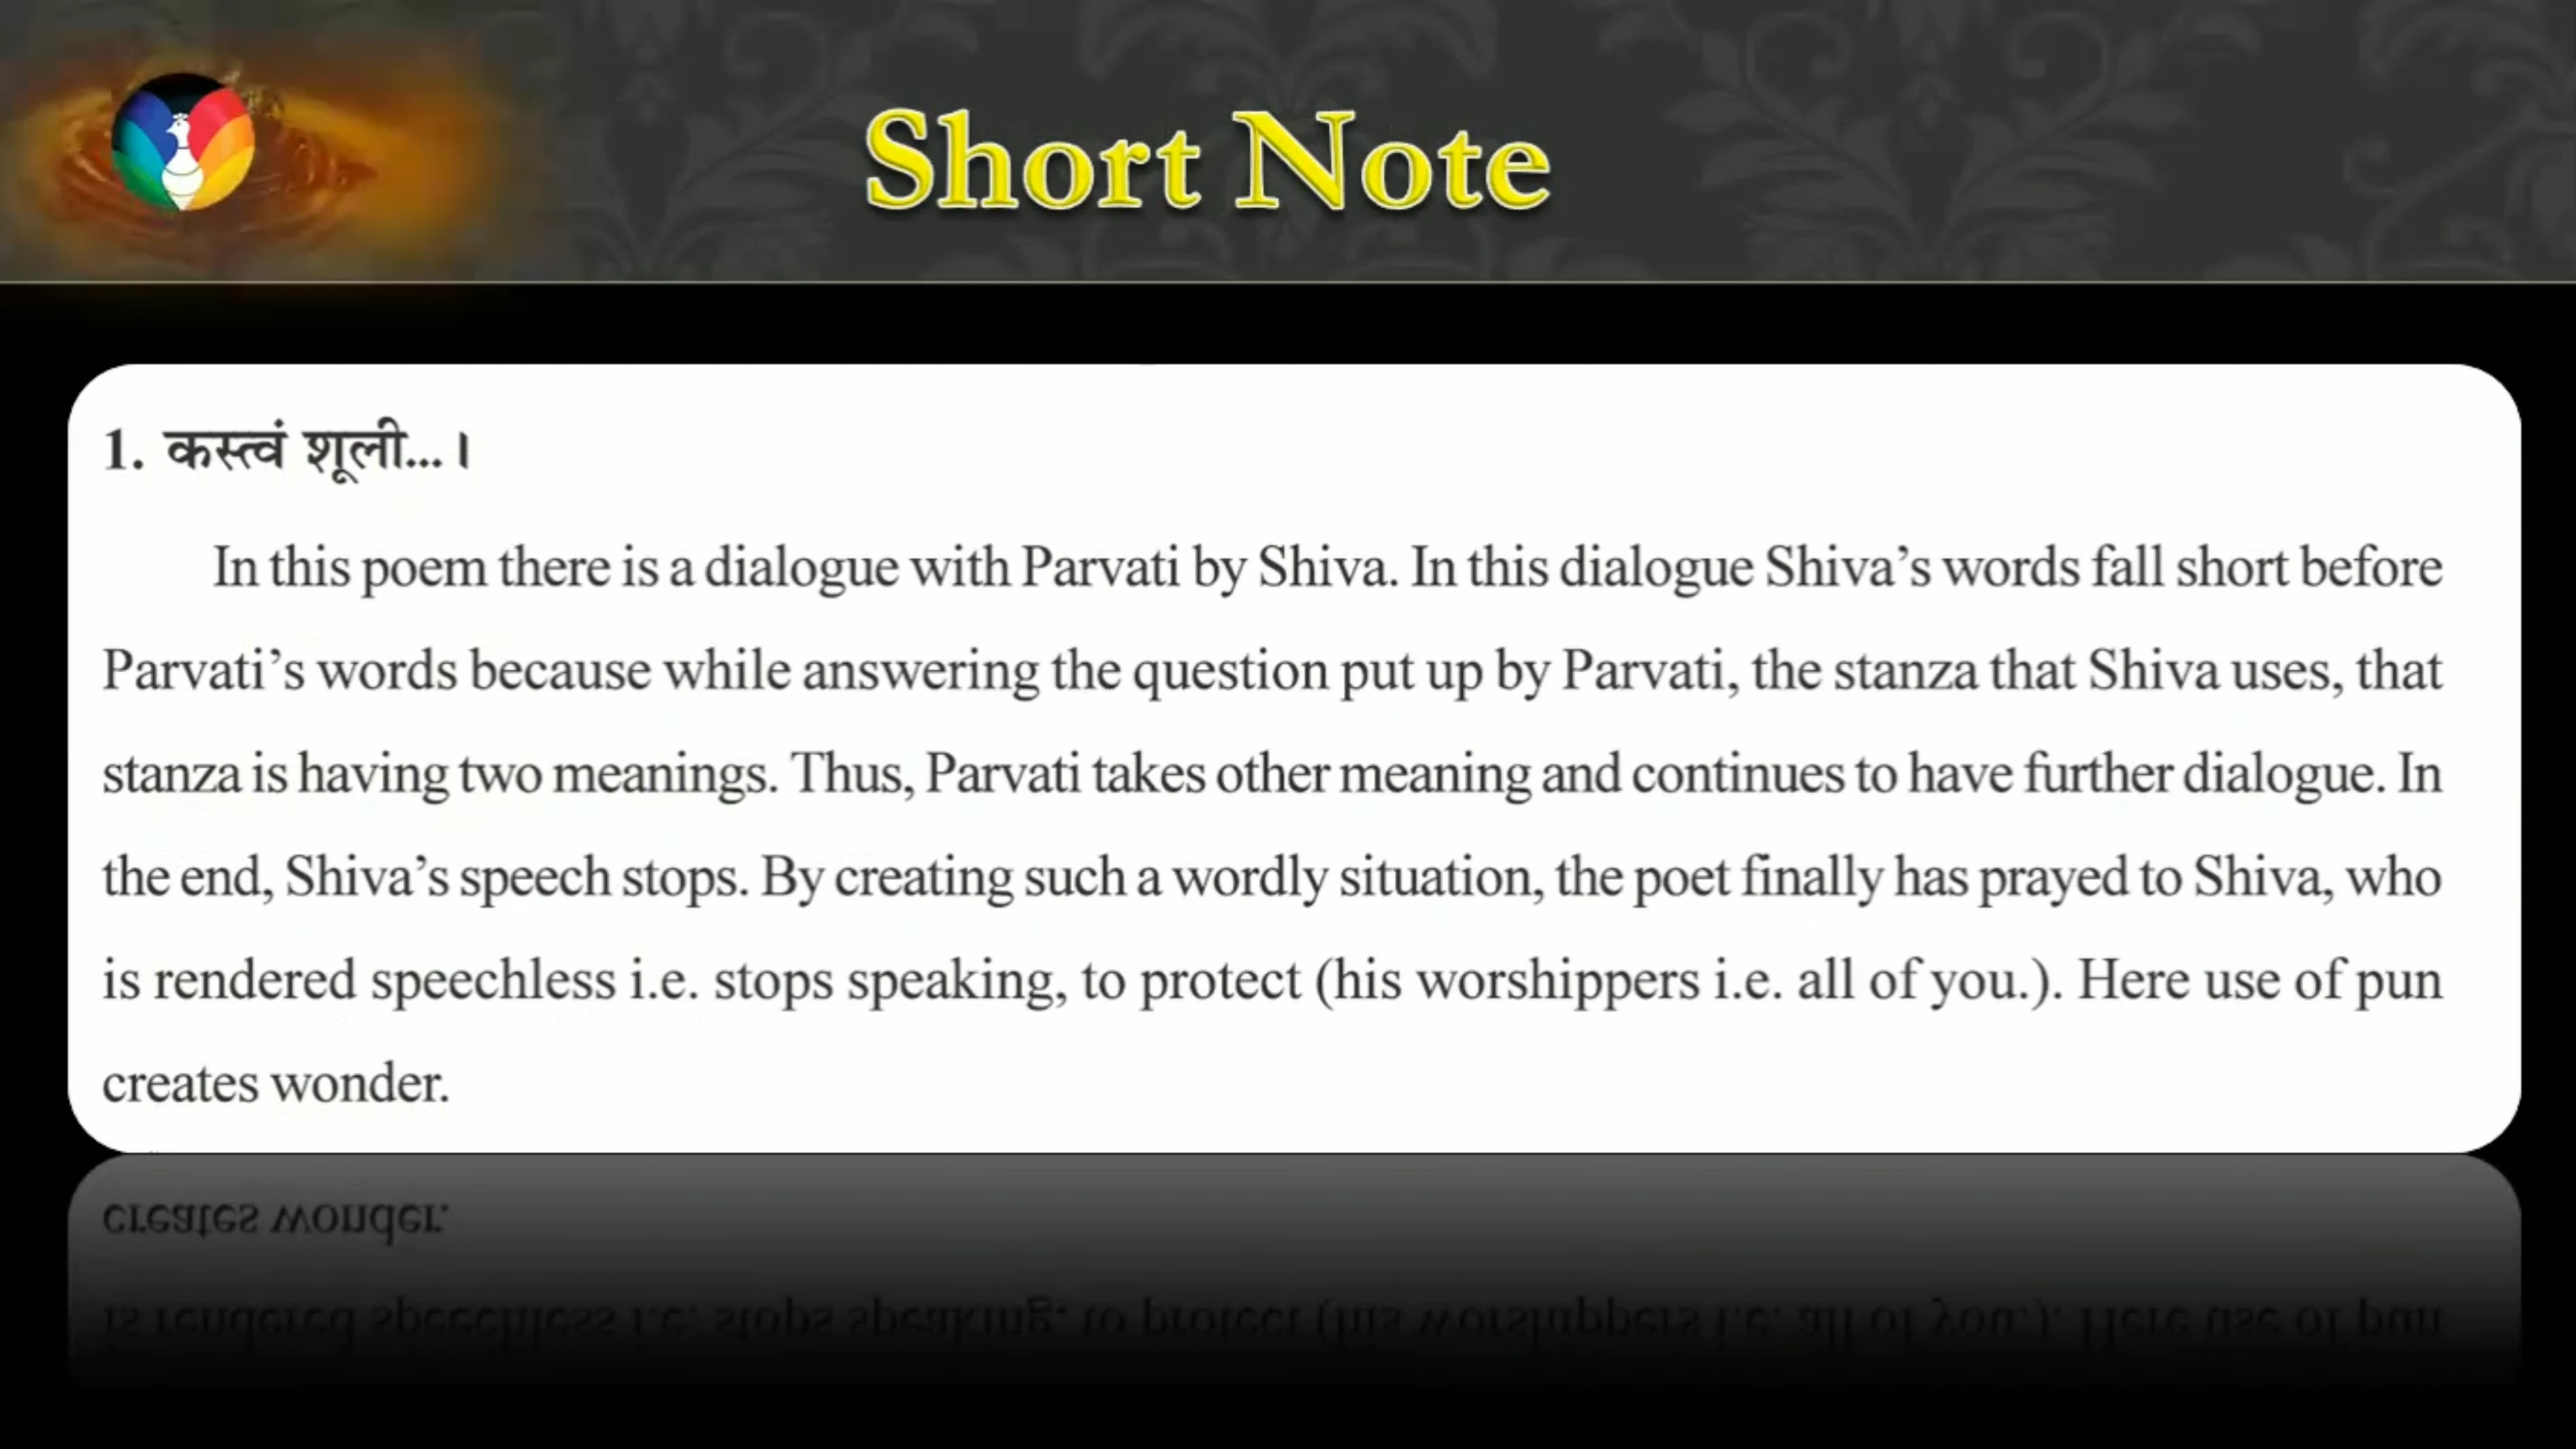 Short Note
1. कस्त्वं शूली... ।
In this poem there is a dialogue with Parvati by Shiva. In this dialogue Shiva’s words fall short before
Parvati’s words because while answering the question put up by Parvati, the stanza that Shiva uses, that
stanza is having two meanings. Thus, Parvati takes other meaning and continues to have further dialogue. In
the end, Shiva’s speech stops. By creating such a wordly situation, the poet finally has prayed to Shiva, who
is rendered speechless i.e. stops speaking, to protect (his worshippers i.e. all of you.). Here use of pun
creates wonder.